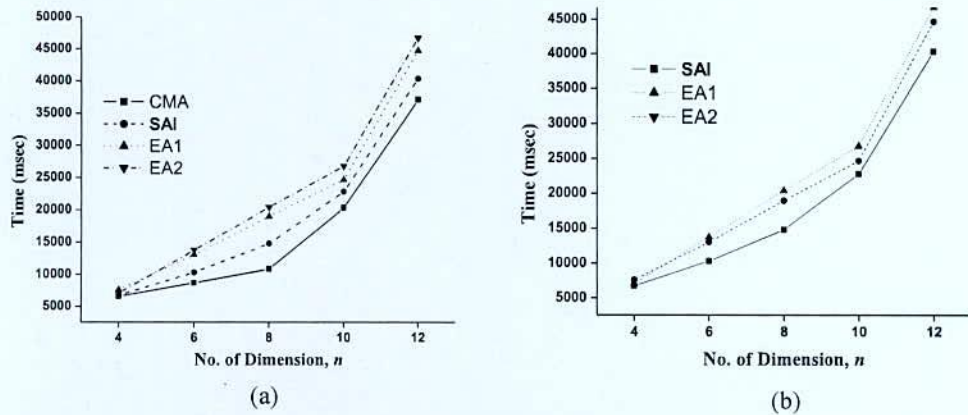 50000
45000
40000
35000
30000
25000
20000
15000
10000
5000
Time (msec)
CMA
SAI
EA1
EA2
4 6 8 10 12
No. of Dimension, n
(a)
40000
30000
20000
10000
5000
15000
25000
Time (msec)
SAI
EA1
EA2
4 6 8 10 12
No. of Dimension, n
(b)